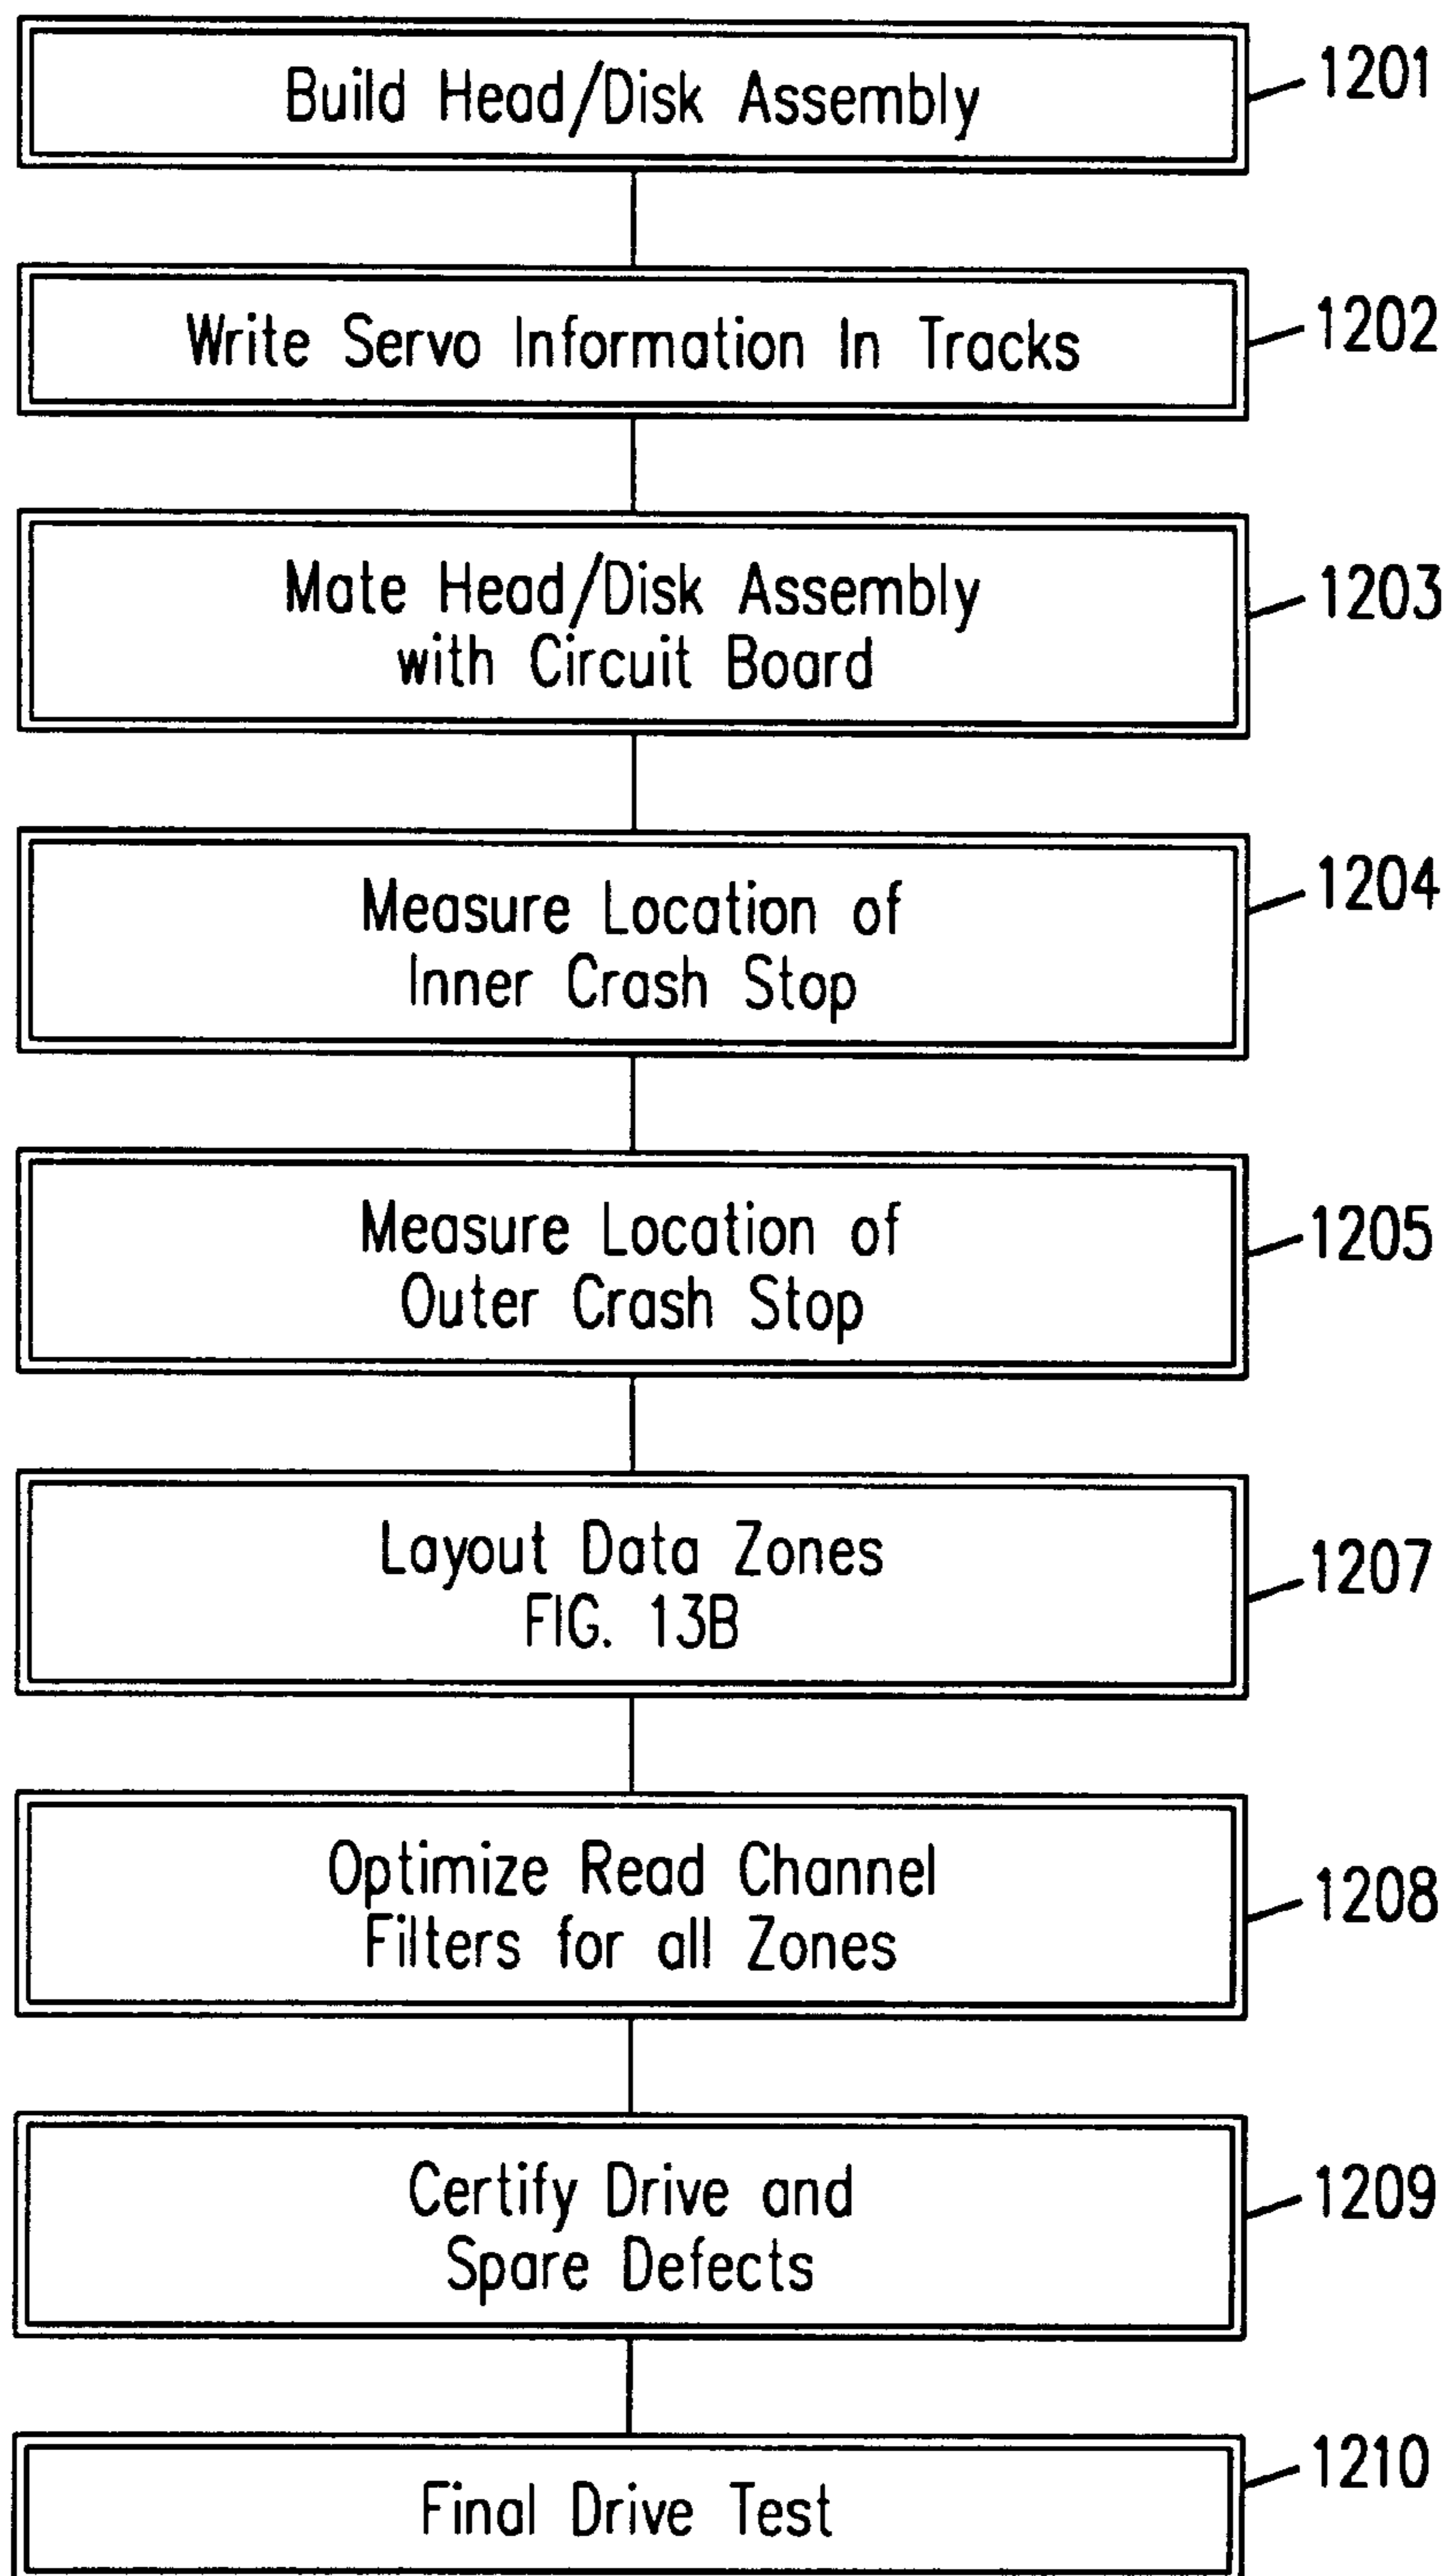 Build Head/Disk Assembly
1201
Write Servo Information In Tracks
1202
Mate Head/Disk Assembly
with Circuit Board
1203
Measure Location of
Inner Crash Stop
1204
Measure Location of
Outer Crash Stop
1205
Layout Data Zones
FIG. 13B
1207
Optimize Read Channel
Filters for all Zones
1208
Certify Drive and
Spare Defects
1209
Final Drive Test
1210